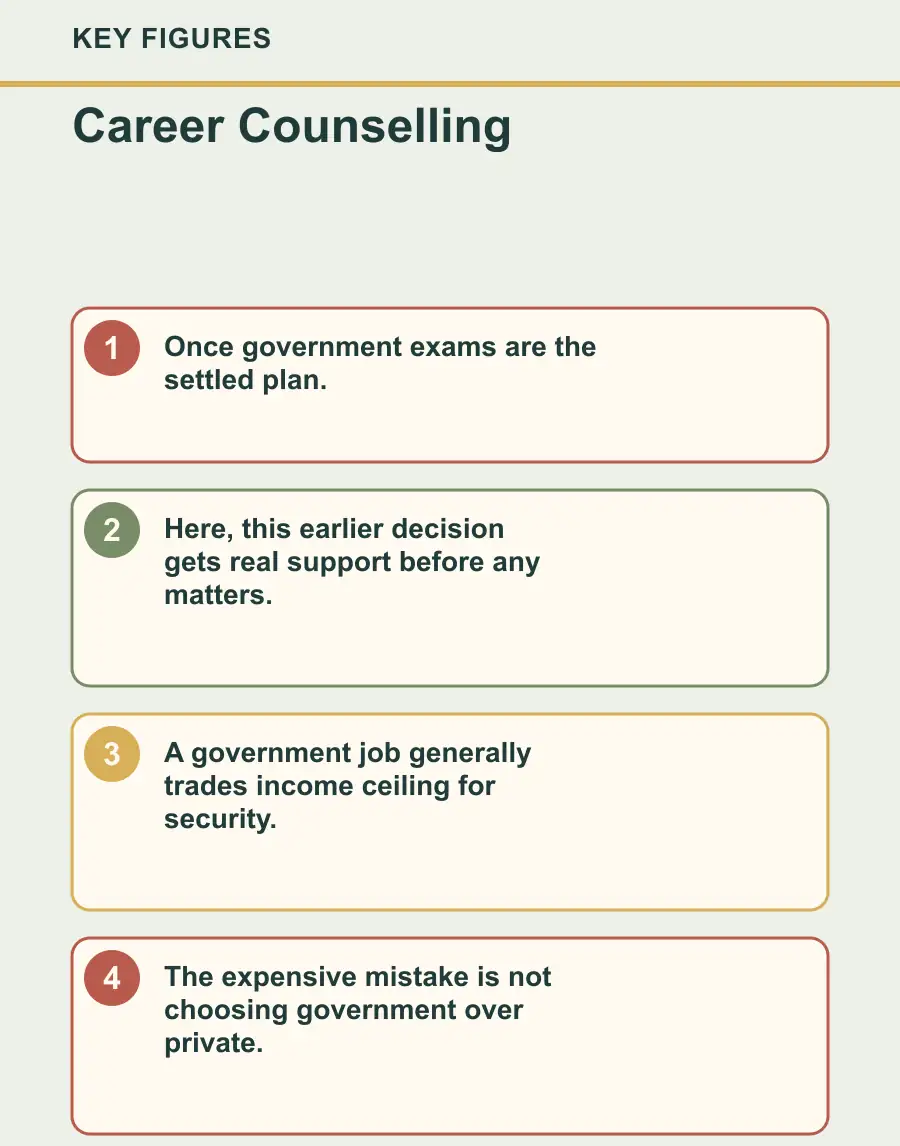 KEY FIGURES
Career Counselling
1
Once government exams are the
settled plan.
2
Here, this earlier decision
gets real support before any
matters.
3
A government job generally
trades income ceiling for
security.
4
The expensive mistake is not
choosing government over
private.